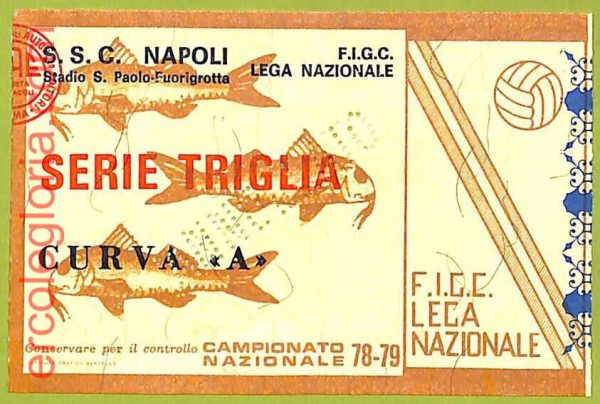 S. S. C. NAPOLI
Stadio S. Paolo-Fuorigrotta
F.I.G.C.
LEGA NAZIONALE
SERIE TRIGLIA
CURVA «A»
Conservare per il controllo
CAMPIONATO
NAZIONALE 78-79
F.I.G.C.
LEGA
NAZIONALE
ercolegloria